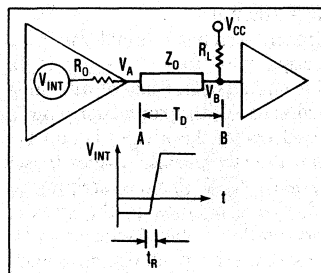 V_CC
V_A
Z_O
R_L
R_O
V_INT
V_B
T_D
A
B
V_INT
t
t_R